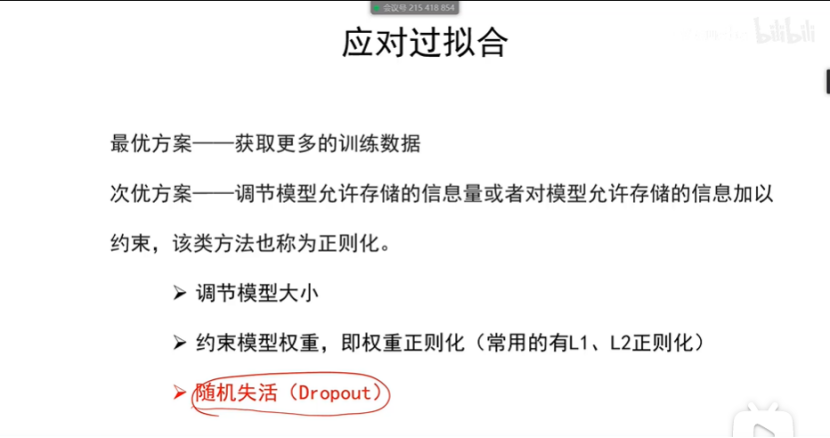 会议号 215 418 854
应对过拟合
bilibili
最优方案——获取更多的训练数据
次优方案——调节模型允许存储的信息量或者对模型允许存储的信息加以
约束，该类方法也称为正则化。
➢ 调节模型大小
➢ 约束模型权重，即权重正则化（常用的有L1、L2正则化）
➢ 随机失活（Dropout）